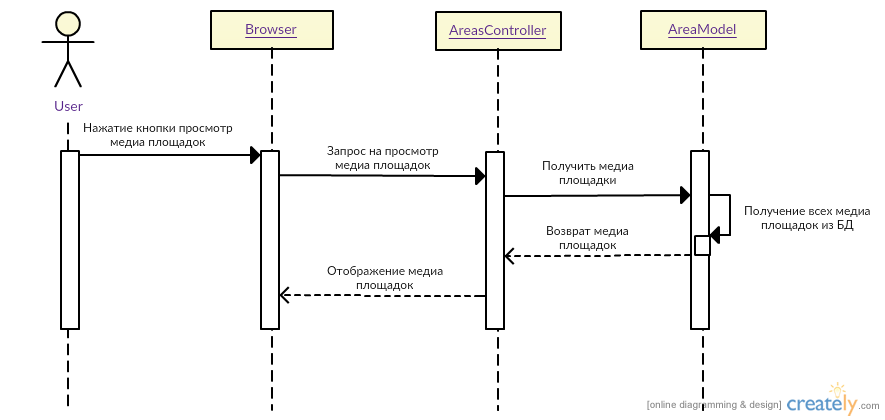 Browser
AreasController
AreaModel
User
Нажатие кнопки просмотр
медиа площадок
Запрос на просмотр
медиа площадок
Получить медиа
площадки
Получение всех медиа
площадок из БД
Возврат медиа
площадок
Отображение медиа
площадок
[online diagramming & design]
creately.com